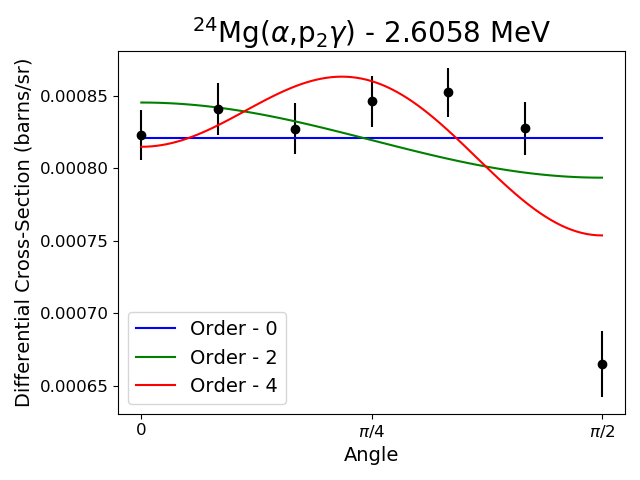 ²⁴Mg(α,p₂γ) - 2.6058 MeV
Differential Cross-Section (barns/sr)
0.00085
0.00080
0.00075
0.00070
0.00065
Order - 0
Order - 2
Order - 4
0 π/4 π/2
Angle